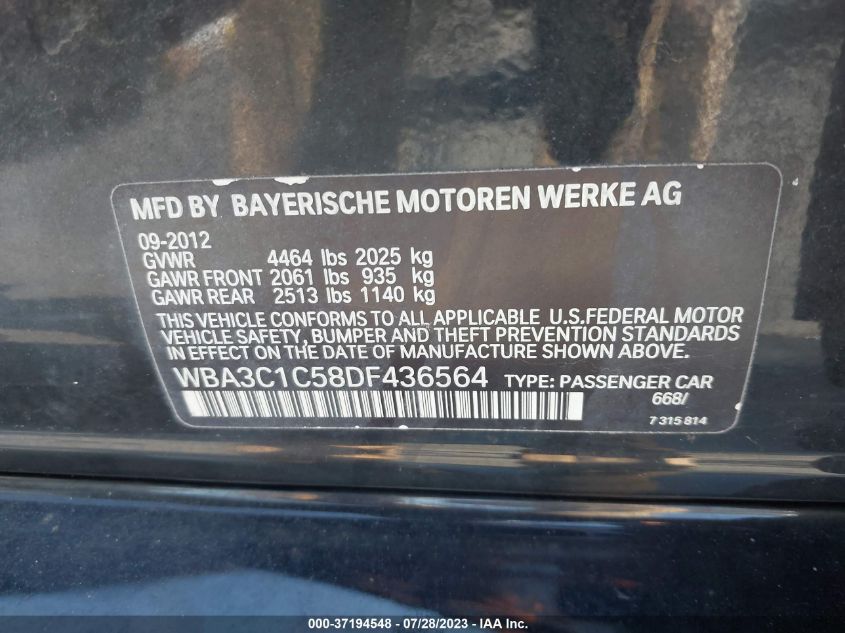 MFD BY BAYERISCHE MOTOREN WERKE AG
09-2012
GVWR 4464 lbs 2025 kg
GAWR FRONT 2061 lbs 935 kg
GAWR REAR 2513 lbs 1140 kg
THIS VEHICLE CONFORMS TO ALL APPLICABLE U.S.FEDERAL MOTOR
VEHICLE SAFETY, BUMPER AND THEFT PREVENTION STANDARDS
IN EFFECT ON THE DATE OF MANUFACTURE SHOWN ABOVE.
WBA3C1C58DF436564 TYPE: PASSENGER CAR
668/
7315814
000-37194548 - 07/28/2023 - © IAA, Inc.